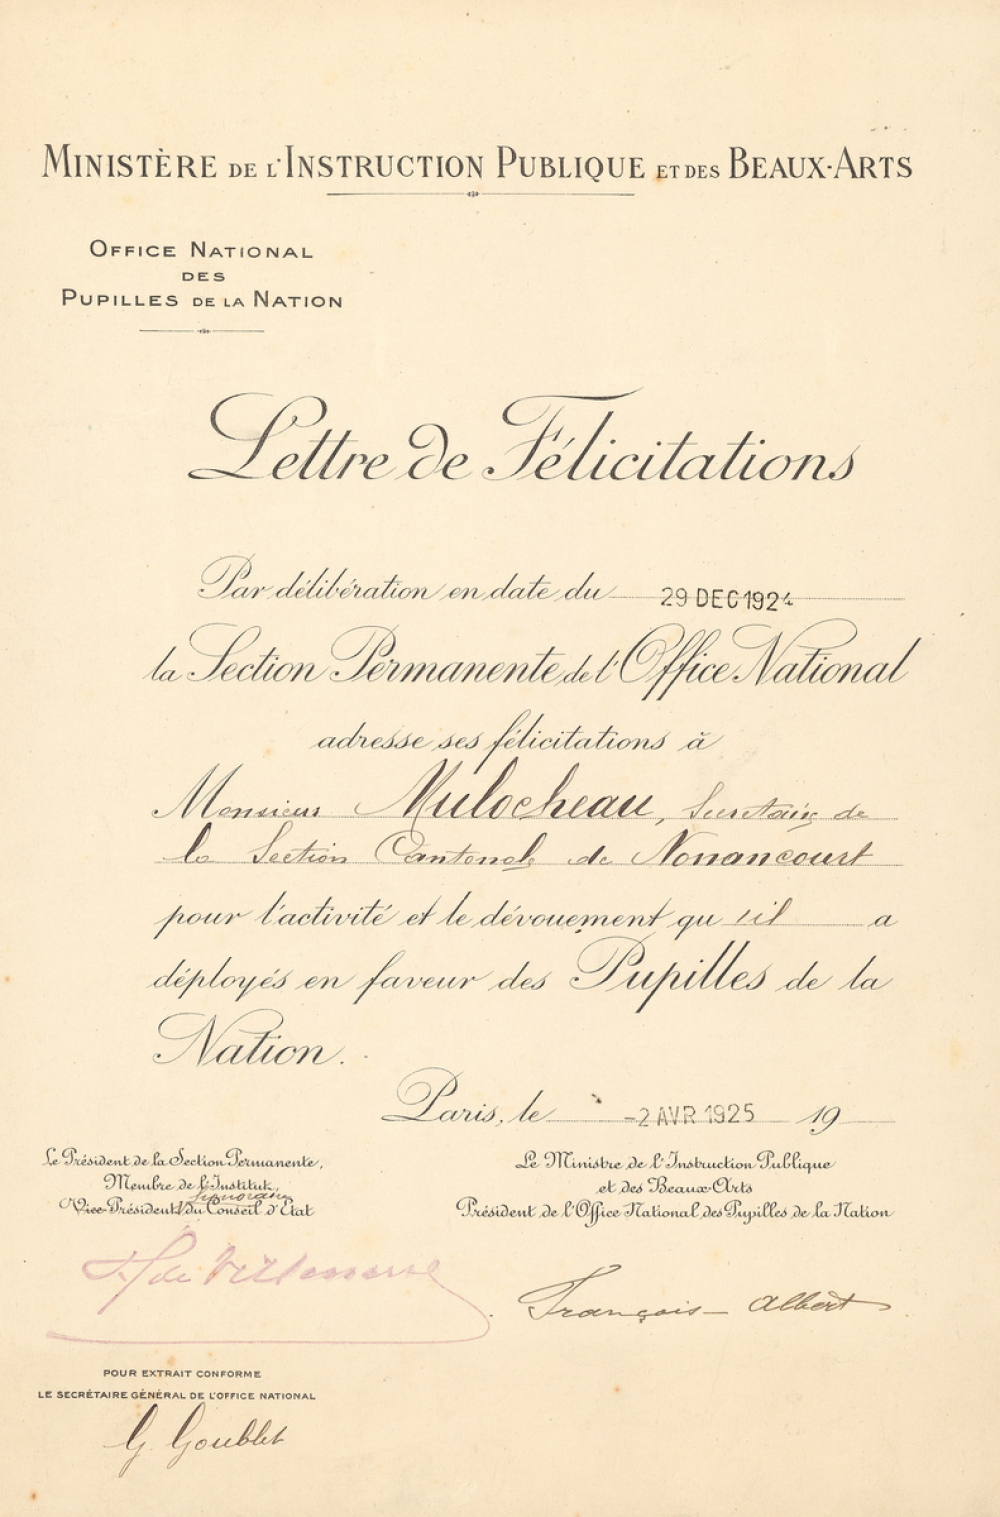 MINISTÈRE DE L'INSTRUCTION PUBLIQUE ET DES BEAUX-ARTS
OFFICE NATIONAL
DES
PUPILLES DE LA NATION
Lettre de Félicitations
Par délibération en date du 29 DEC 1924
la Section Permanente de l'Office National
adresse ses félicitations à
Monsieur Mulocheau, Secrétaire de
la Section Cantonale de Nonancourt
pour l'activité et le dévouement qu'il a
déployés en faveur des Pupilles de la
Nation.
Paris, le -2 AVR 1925 19
Le Président de la Section Permanente,
Membre de l'Institut,
honoraire
Vice-Président du Conseil d'Etat
Le Ministre de l'Instruction Publique
et des Beaux-Arts
Président de l'Office National des Pupilles de la Nation
François-Albert
POUR EXTRAIT CONFORME
LE SECRÉTAIRE GÉNÉRAL DE L'OFFICE NATIONAL
G. Goublet